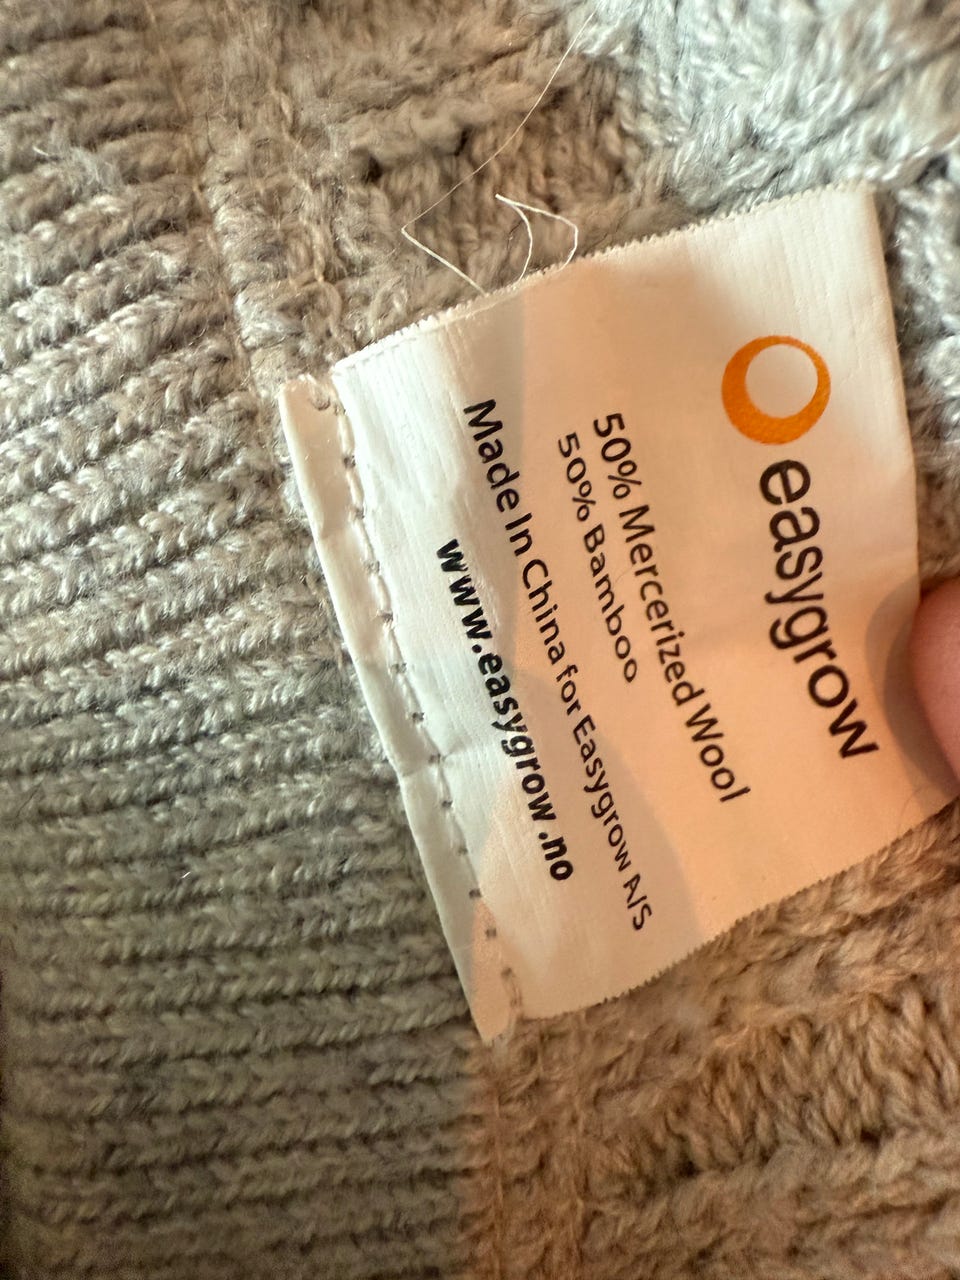 easygrow
50% Mercerized Wool
50% Bamboo
Made In China for Easygrow A/S
www.easygrow.no